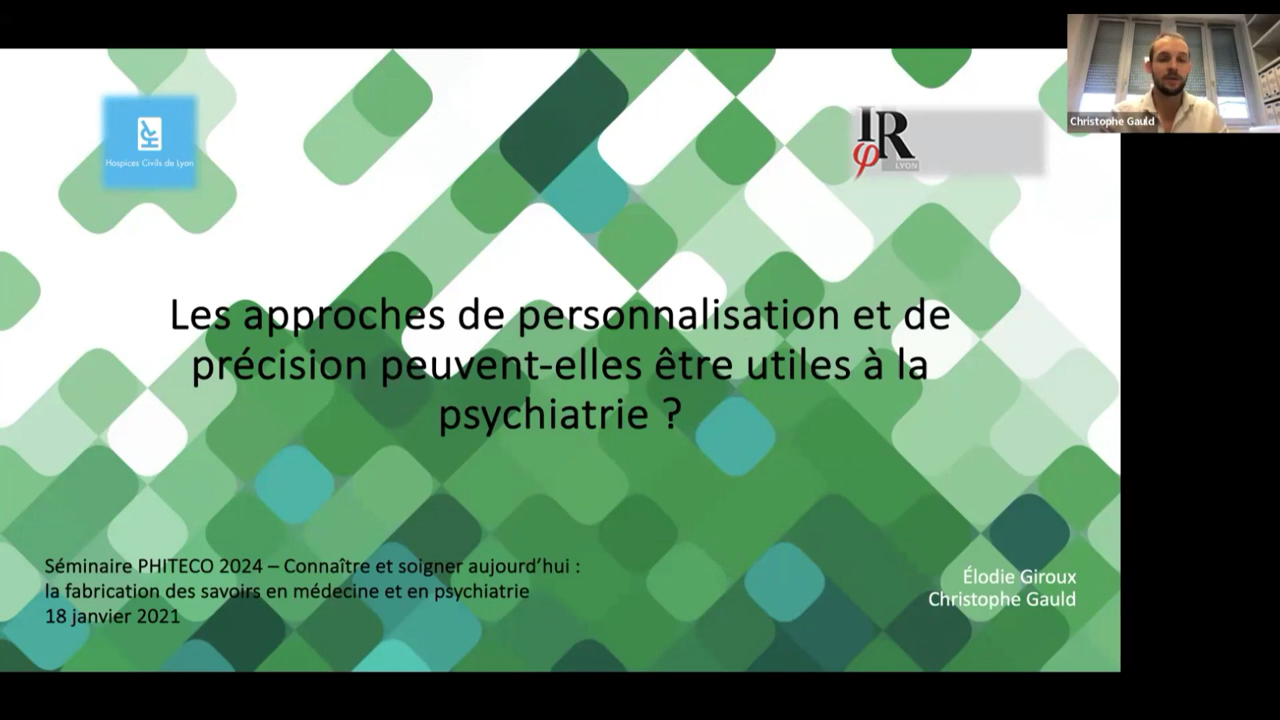 Hospices Civils de Lyon
IφR
LYON
Christophe Gauld
Les approches de personnalisation et de
précision peuvent-elles être utiles à la
psychiatrie ?
Séminaire PHITECO 2024 – Connaître et soigner aujourd’hui :
la fabrication des savoirs en médecine et en psychiatrie
18 janvier 2021
Élodie Giroux
Christophe Gauld